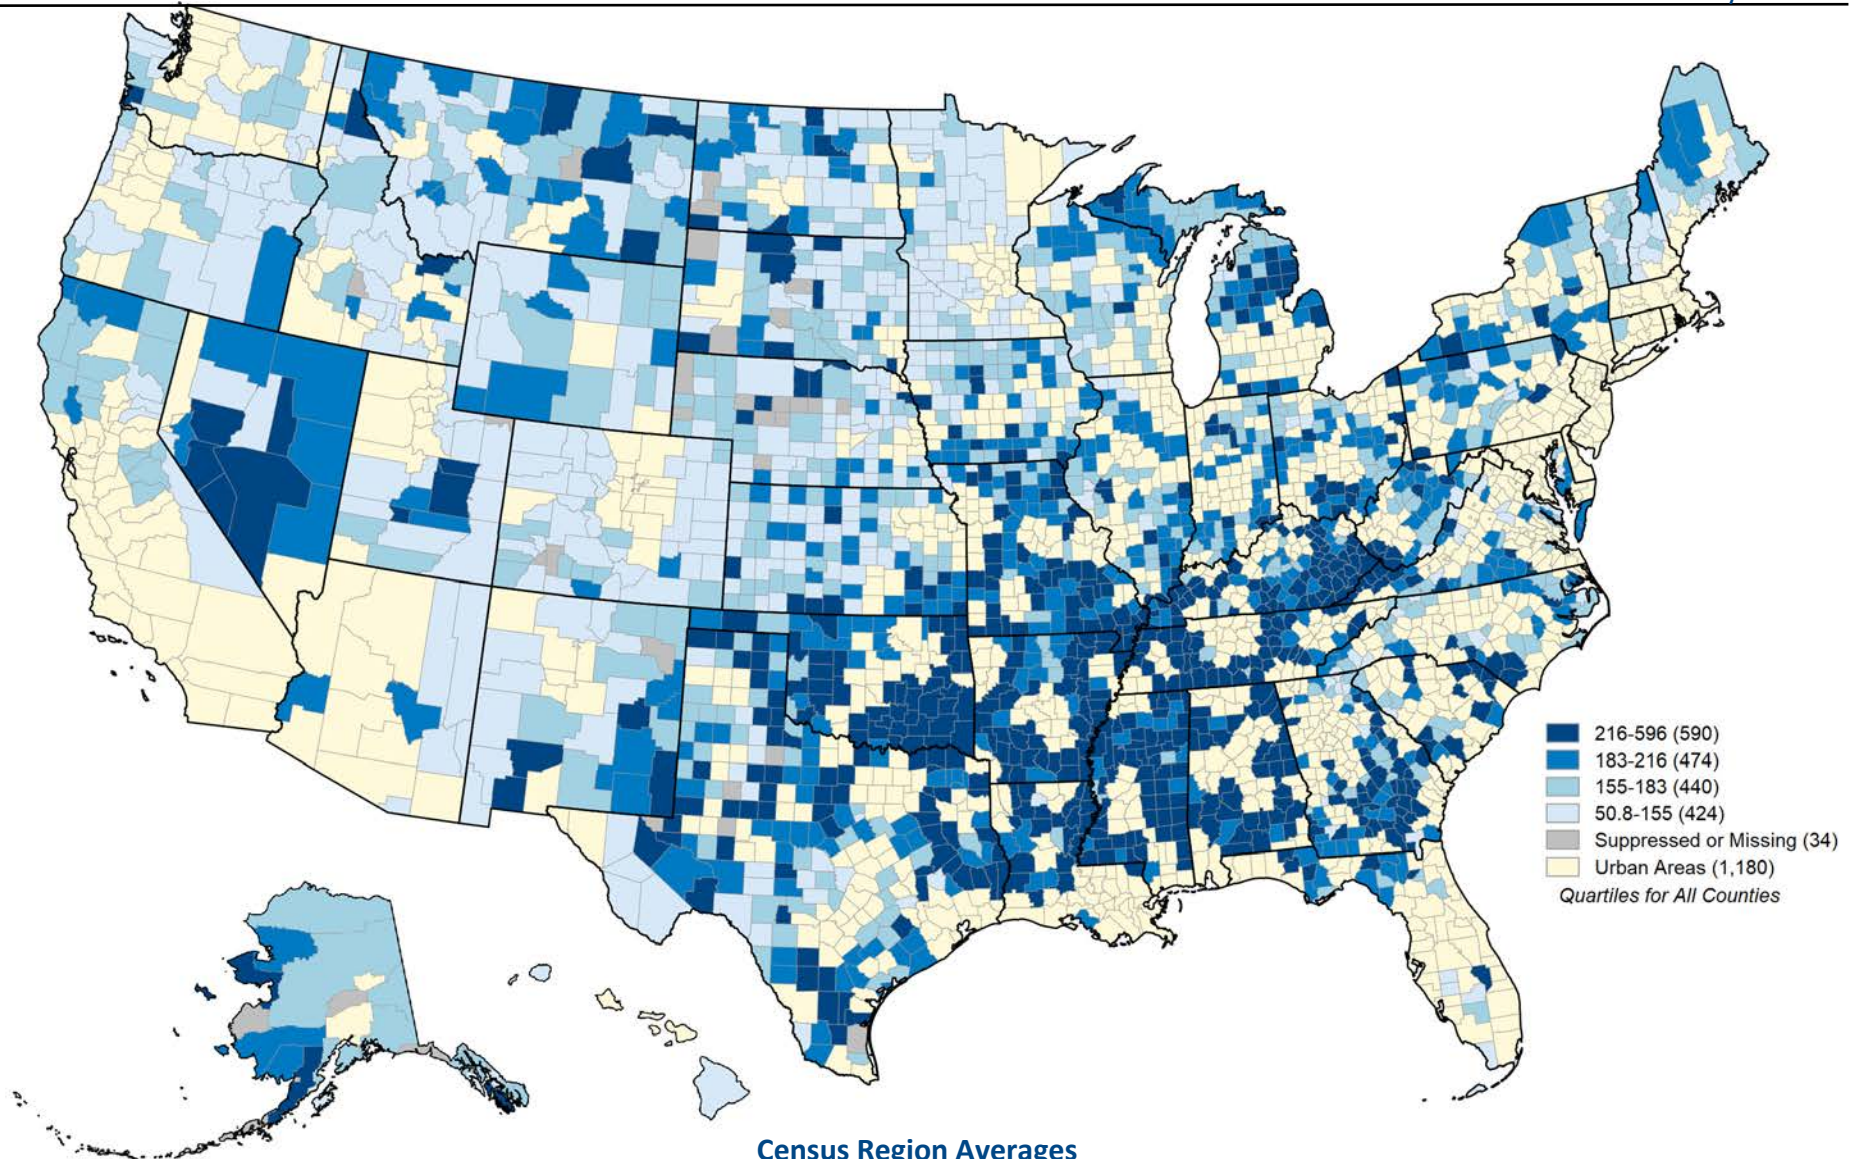 216-596 (590)
183-216 (474)
155-183 (440)
50.8-155 (424)
Suppressed or Missing (34)
Urban Areas (1,180)
Quartiles for All Counties
Census Region Averages